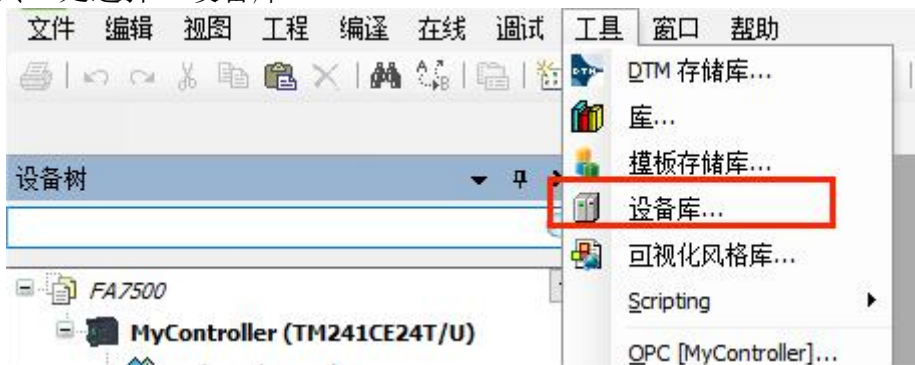 文件 编辑 视图 工程 编译 在线 调试 工具 窗口 帮助
DTM 存储库...
库...
模板存储库...
设备库...
可视化风格库...
Scripting
OPC [MyController]...
设备树
FA7500
MyController (TM241CE24T/U)